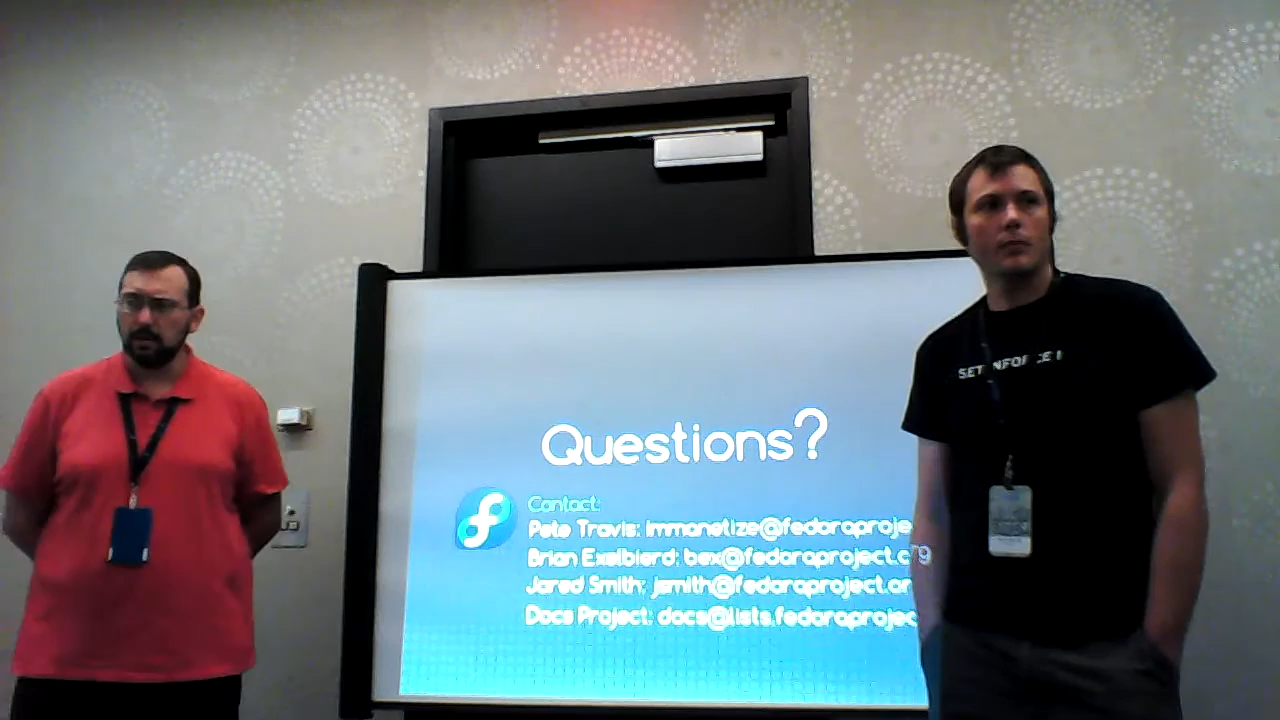 SETENFORCE 1
Questions?
Contact:
Pete Travis: immanetize@fedoraproje
Brian Exelbierd: bex@fedoraproject.org
Jared Smith: jsmith@fedoraproject.or
Docs Project: docs@lists.fedoraprojec